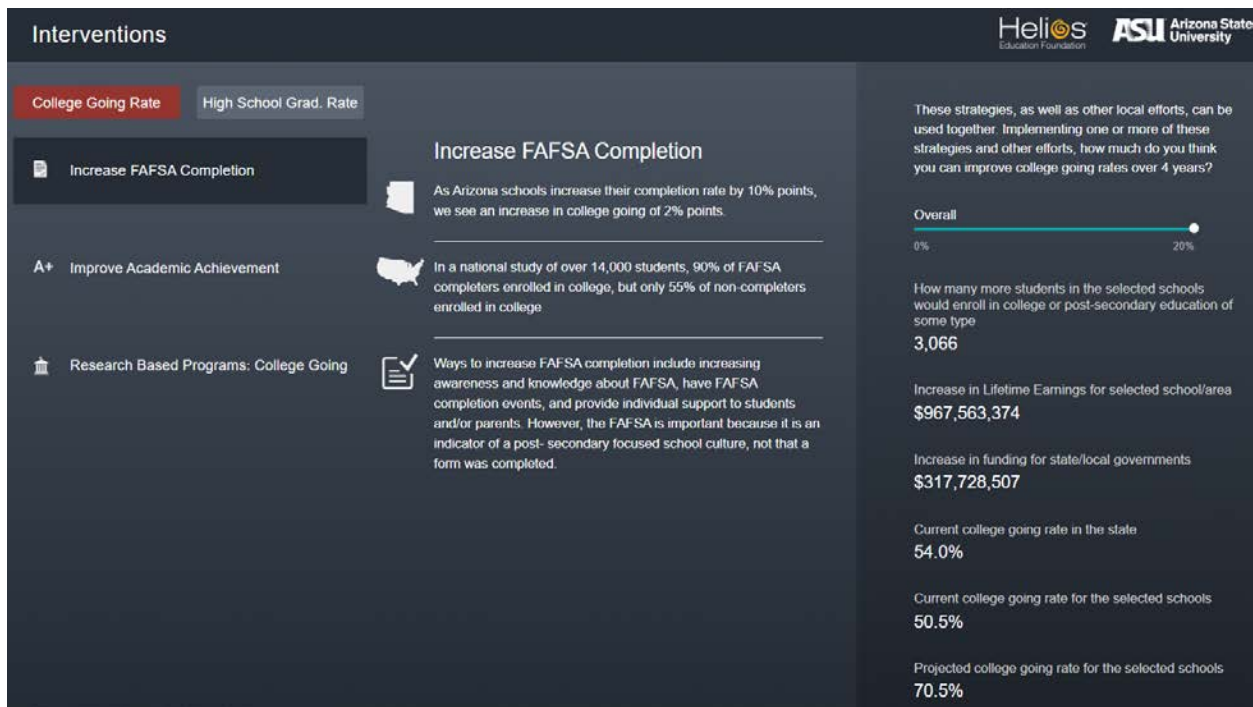 Interventions
Helios
Education Foundation
ASU Arizona State
University
College Going Rate
High School Grad. Rate
Increase FAFSA Completion
A+ Improve Academic Achievement
Research Based Programs: College Going
Increase FAFSA Completion
As Arizona schools increase their completion rate by 10% points,
we see an increase in college going of 2% points.
In a national study of over 14,000 students, 90% of FAFSA
completers enrolled in college, but only 55% of non-completers
enrolled in college
Ways to increase FAFSA completion include increasing
awareness and knowledge about FAFSA, have FAFSA
completion events, and provide individual support to students
and/or parents. However, the FAFSA is important because it is an
indicator of a post- secondary focused school culture, not that a
form was completed.
These strategies, as well as other local efforts, can be
used together. Implementing one or more of these
strategies and other efforts, how much do you think
you can improve college going rates over 4 years?
Overall
0% 20%
How many more students in the selected schools
would enroll in college or post-secondary education of
some type
3,066
Increase in Lifetime Earnings for selected school/area
$967,563,374
Increase in funding for state/local governments
$317,728,507
Current college going rate in the state
54.0%
Current college going rate for the selected schools
50.5%
Projected college going rate for the selected schools
70.5%